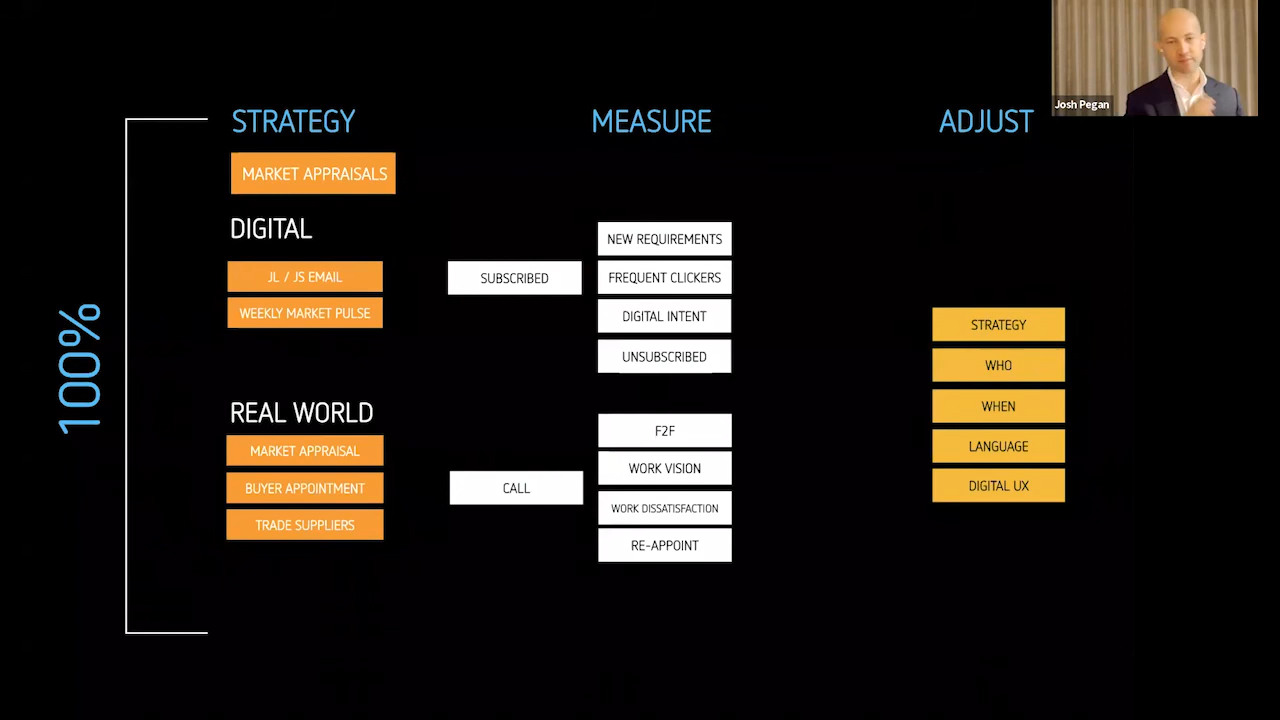 Josh Pegan
STRATEGY
MEASURE
ADJUST
MARKET APPRAISALS
DIGITAL
JL / JS EMAIL
WEEKLY MARKET PULSE
SUBSCRIBED
NEW REQUIREMENTS
FREQUENT CLICKERS
DIGITAL INTENT
UNSUBSCRIBED
100%
REAL WORLD
MARKET APPRAISAL
BUYER APPOINTMENT
TRADE SUPPLIERS
CALL
F2F
WORK VISION
WORK DISSATISFACTION
RE-APPOINT
STRATEGY
WHO
WHEN
LANGUAGE
DIGITAL UX